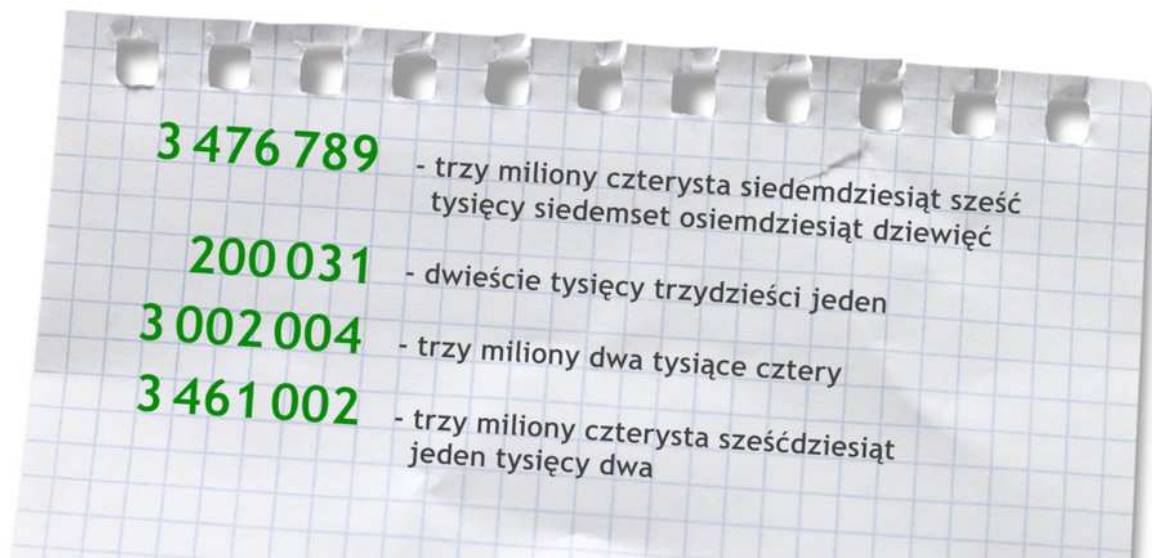 3 476 789 - trzy miliony czterysta siedemdziesiąt sześć
tysięcy siedemset osiemdziesiąt dziewięć
200 031 - dwieście tysięcy trzydzieści jeden
3 002 004 - trzy miliony dwa tysiące cztery
3 461 002 - trzy miliony czterysta sześćdziesiąt
jeden tysięcy dwa